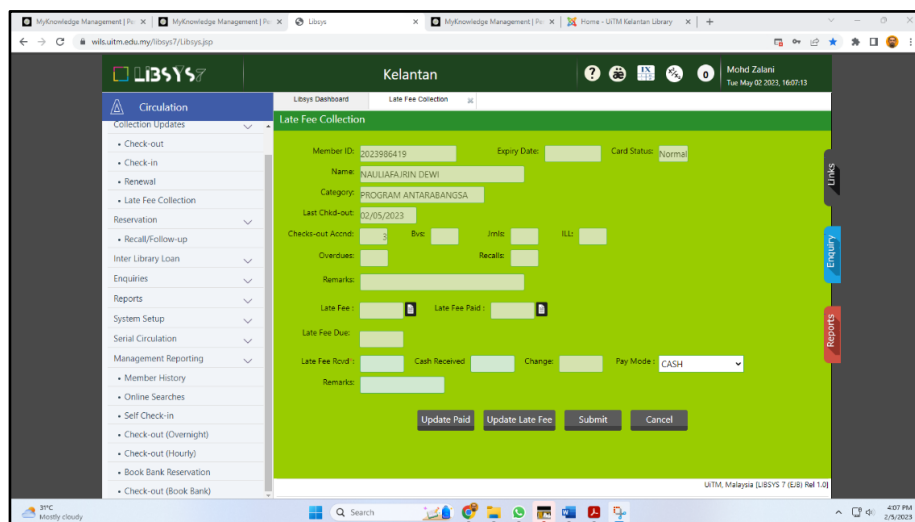 MyKnowledge Management | Po
MyKnowledge Management | Po
Libsys
MyKnowledge Management | Po
Home - UiTM Kelantan Library
wils.uitm.edu.my/libsys7/Libsys.jsp
LiBSYS7
Kelantan
0
Mohd Zalani
Tue May 02 2023, 16:07:13
Circulation
Libsys Dashboard
Late Fee Collection
Late Fee Collection
Collection Updates
• Check-out
• Check-in
• Renewal
• Late Fee Collection
Reservation
• Recall/Follow-up
Inter Library Loan
Enquiries
Reports
System Setup
Serial Circulation
Management Reporting
• Member History
• Online Searches
• Self Check-in
• Check-out (Overnight)
• Check-out (Hourly)
• Book Bank Reservation
• Check-out (Book Bank)
Member ID: 2023986419 Expiry Date: Card Status: Normal
Name: NAULIAFAJRIN DEWI
Category: PROGRAM ANTARABANGSA
Last Chkd-out: 02/05/2023
Checks-out Accnd: 3 Bvs: Jrnls: ILL:
Overdues: Recalls:
Remarks:
Late Fee : Late Fee Paid :
Late Fee Due:
Late Fee Rcvd*: Cash Received Change: Pay Mode : CASH
Remarks:
Update Paid Update Late Fee Submit Cancel
Links
Enquiry
Reports
UiTM, Malaysia [LIBSYS 7 (EJB) Rel 1.0]
31°C
Mostly cloudy
Search
4:07 PM
2/5/2023